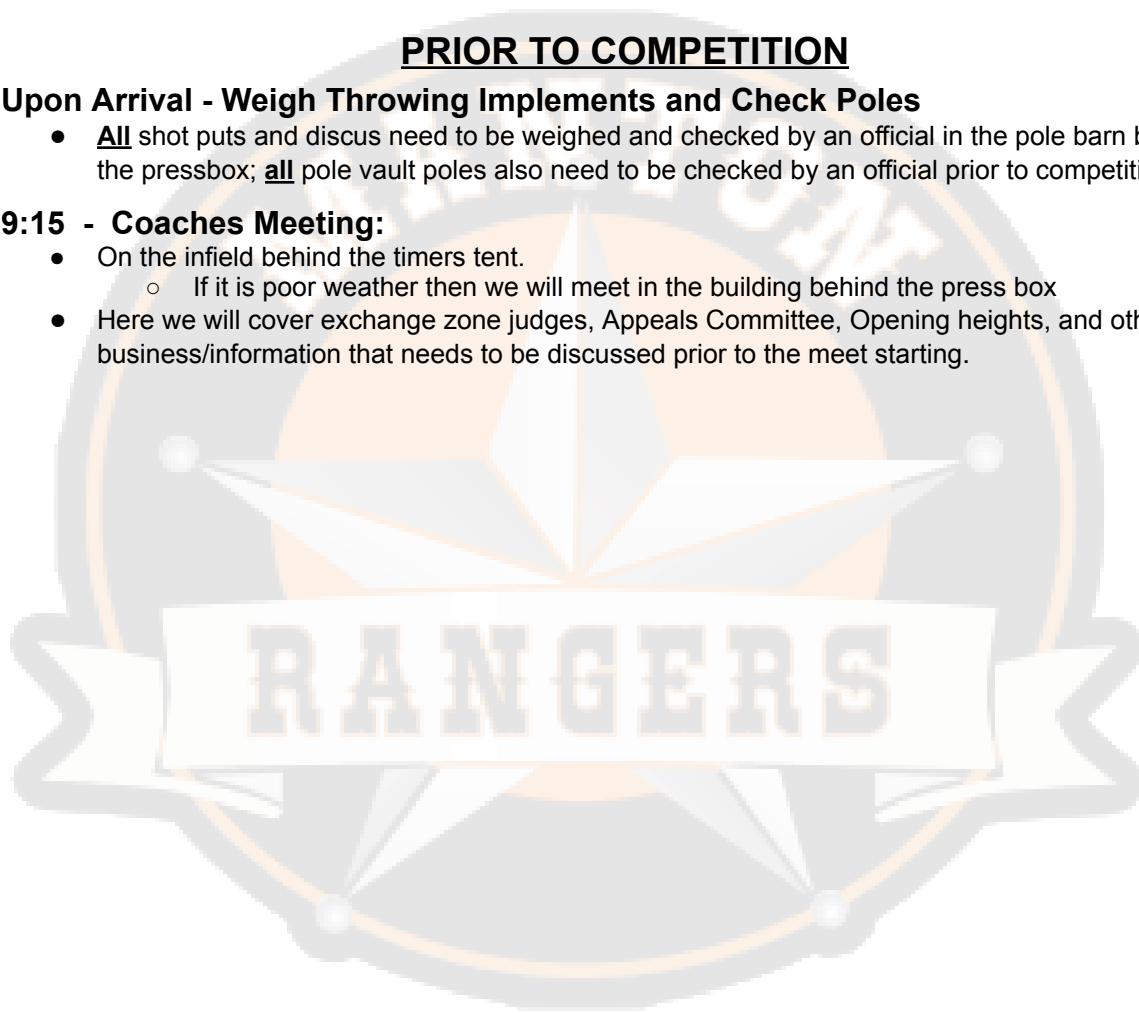 PRIOR TO COMPETITION
Upon Arrival - Weigh Throwing Implements and Check Poles
● All shot puts and discus need to be weighed and checked by an official in the pole barn
the pressbox; all pole vault poles also need to be checked by an official prior to
9:15 - Coaches Meeting:
● On the infield behind the timers tent.
○ If it is poor weather then we will meet in the building behind the press box
● Here we will cover exchange zone judges, Appeals Committee, Opening heights, and
business/information that needs to be discussed prior to the meet starting.
MANTON
RANGERS